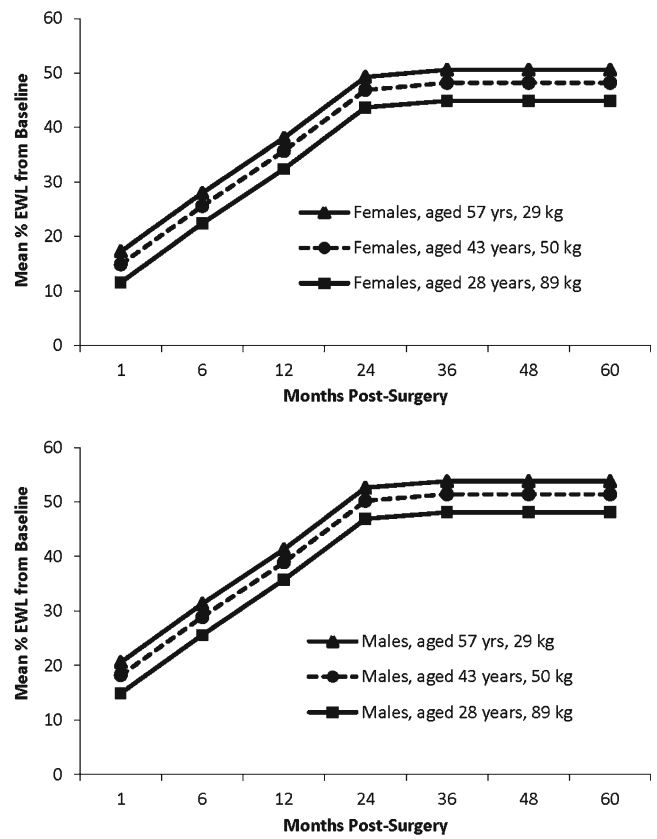 Mean % EWL from Baseline
60
50
40
30
20
10
0
Females, aged 57 yrs, 29 kg
Females, aged 43 years, 50 kg
Females, aged 28 years, 89 kg
1 6 12 24 36 48 60
Months Post-Surgery
Mean % EWL from Baseline
60
50
40
30
20
10
0
Males, aged 57 yrs, 29 kg
Males, aged 43 years, 50 kg
Males, aged 28 years, 89 kg
1 6 12 24 36 48 60
Months Post-Surgery